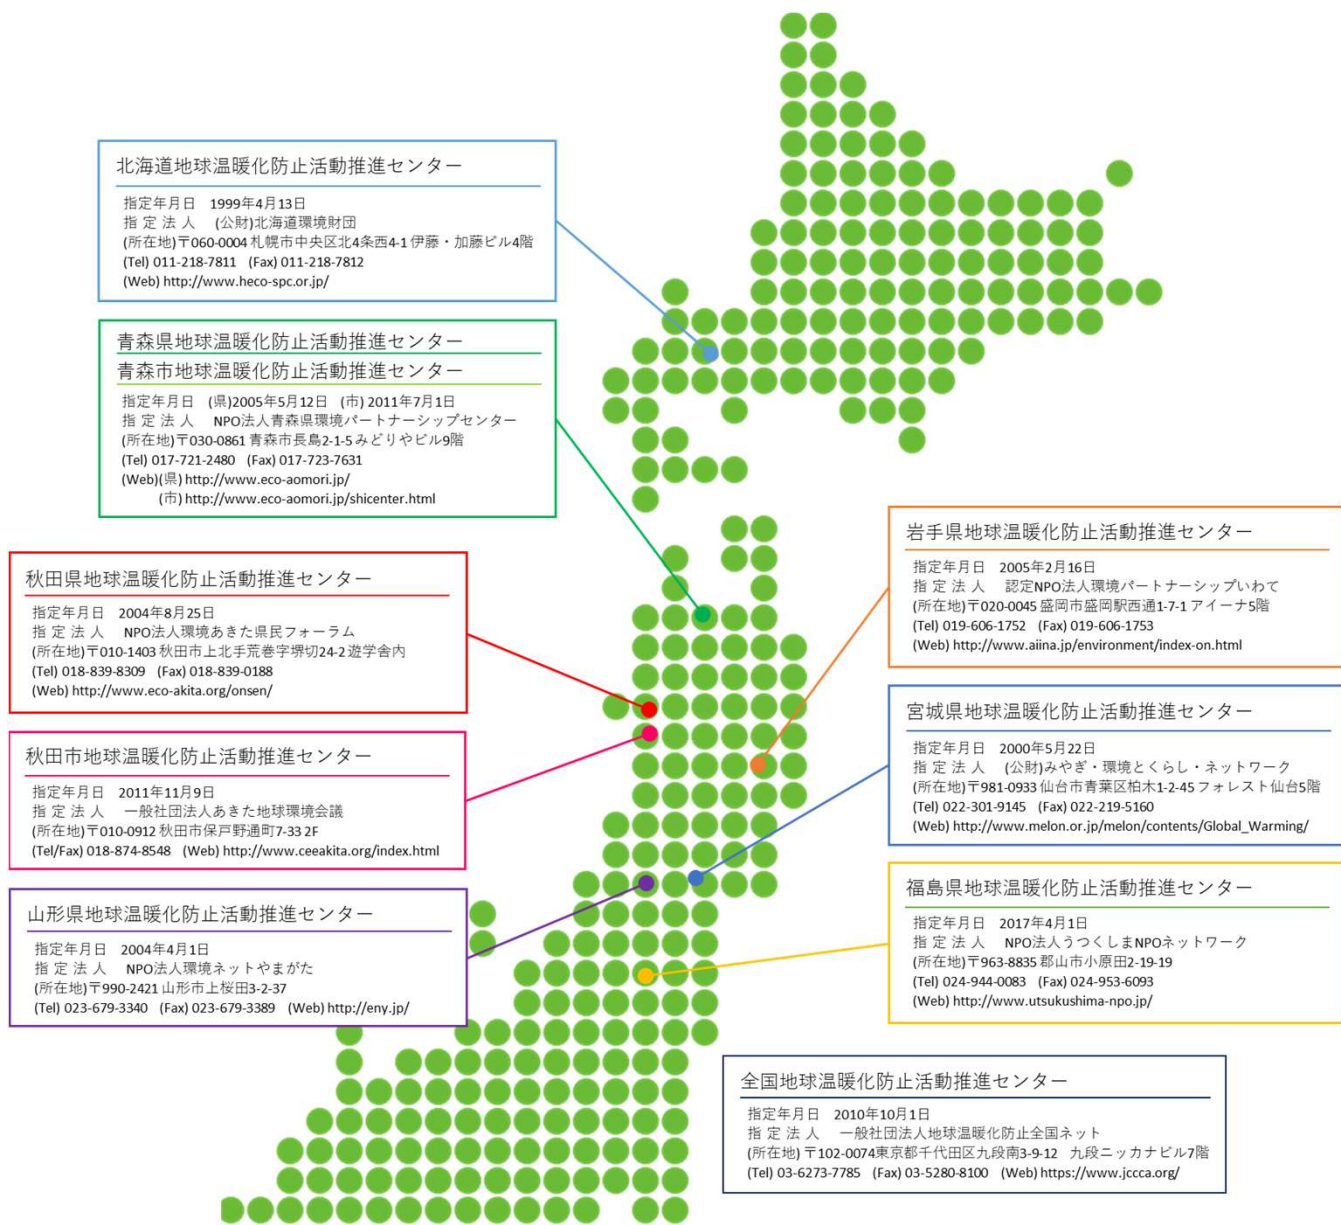 北海道地球温暖化防止活動推進センター
指定年月日 1999年4月13日
指定法人 (公財)北海道環境財団
(所在地)〒060-0004 札幌市中央区北4条西4-1 伊藤・加藤ビル4階
(Tel) 011-218-7811 (Fax) 011-218-7812
(Web) http://www.heco-spc.or.jp/
青森県地球温暖化防止活動推進センター
青森市地球温暖化防止活動推進センター
指定年月日 (県)2005年5月12日 (市) 2011年7月1日
指定法人 NPO法人青森県環境パートナーシップセンター
(所在地)〒030-0861 青森市長島2-1-5 みどりやビル9階
(Tel) 017-721-2480 (Fax) 017-723-7631
(Web)(県) http://www.eco-aomori.jp/
(市) http://www.eco-aomori.jp/shicenter.html
秋田県地球温暖化防止活動推進センター
指定年月日 2004年8月25日
指定法人 NPO法人環境あきた県民フォーラム
(所在地)〒010-1403 秋田市上北手荒巻字堺切24-2 遊学舎内
(Tel) 018-839-8309 (Fax) 018-839-0188
(Web) http://www.eco-akita.org/onsen/
秋田市地球温暖化防止活動推進センター
指定年月日 2011年11月9日
指定法人 一般社団法人あきた地球環境会議
(所在地)〒010-0912 秋田市保戸野通町7-33 2F
(Tel/Fax) 018-874-8548 (Web) http://www.ceeakita.org/index.html
山形県地球温暖化防止活動推進センター
指定年月日 2004年4月1日
指定法人 NPO法人環境ネットやまがた
(所在地)〒990-2421 山形市上桜田3-2-37
(Tel) 023-679-3340 (Fax) 023-679-3389 (Web) http://eny.jp/
岩手県地球温暖化防止活動推進センター
指定年月日 2005年2月16日
指定法人 認定NPO法人環境パートナーシップいわて
(所在地)〒020-0045 盛岡市盛岡駅西通1-7-1 アイーナ5階
(Tel) 019-606-1752 (Fax) 019-606-1753
(Web) http://www.aiina.jp/environment/index-on.html
宮城県地球温暖化防止活動推進センター
指定年月日 2000年5月22日
指定法人 (公財)みやぎ・環境とくらし・ネットワーク
(所在地)〒981-0933 仙台市青葉区柏木1-2-45 フォレスト仙台5階
(Tel) 022-301-9145 (Fax) 022-219-5160
(Web) http://www.melon.or.jp/melon/contents/Global_Warming/
福島県地球温暖化防止活動推進センター
指定年月日 2017年4月1日
指定法人 NPO法人うつくしまNPOネットワーク
(所在地)〒963-8835 郡山市小原田2-19-19
(Tel) 024-944-0083 (Fax) 024-953-6093
(Web) http://www.utsukushima-npo.jp/
全国地球温暖化防止活動推進センター
指定年月日 2010年10月1日
指定法人 一般社団法人地球温暖化防止全国ネット
(所在地) 〒102-0074東京都千代田区九段南3-9-12 九段ニッカナビル7階
(Tel) 03-6273-7785 (Fax) 03-5280-8100 (Web) https://www.jccca.org/